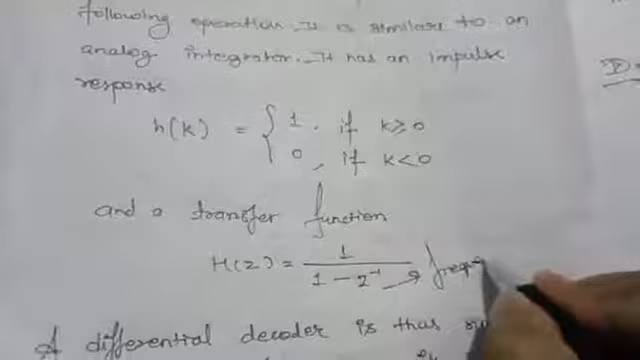 following operation. It is similar to an
analog integrator. It has an impulse
response
h(k) = { 1, if k ≥ 0
0, if k < 0
and a transfer function
H(z) = 1 / 1 - z⁻¹ → freq
A differential decoder is thus